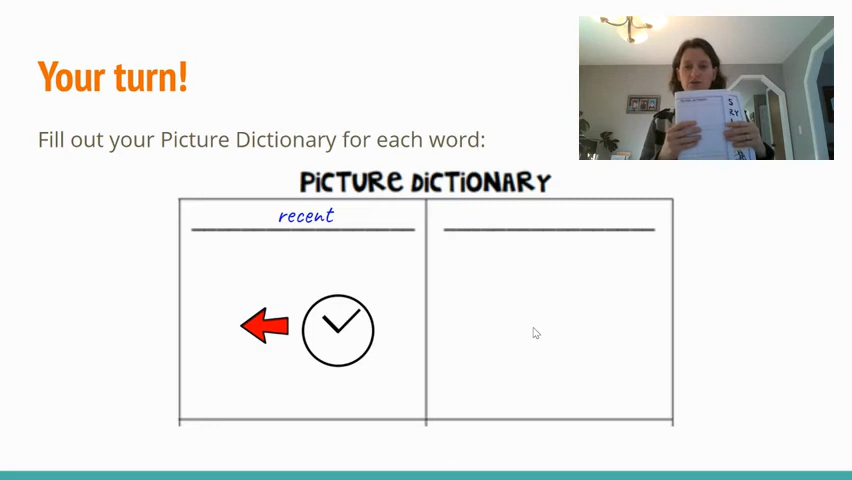 Your turn!
Fill out your Picture Dictionary for each word:
PICTURE DICTIONARY
recent